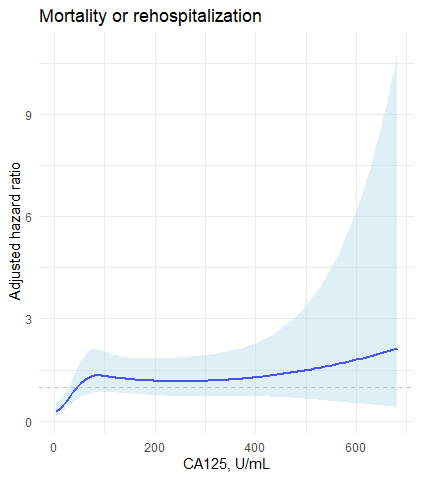 Mortality or rehospitalization
Adjusted hazard ratio
9
6
3
0
0
200
400
600
CA125, U/mL